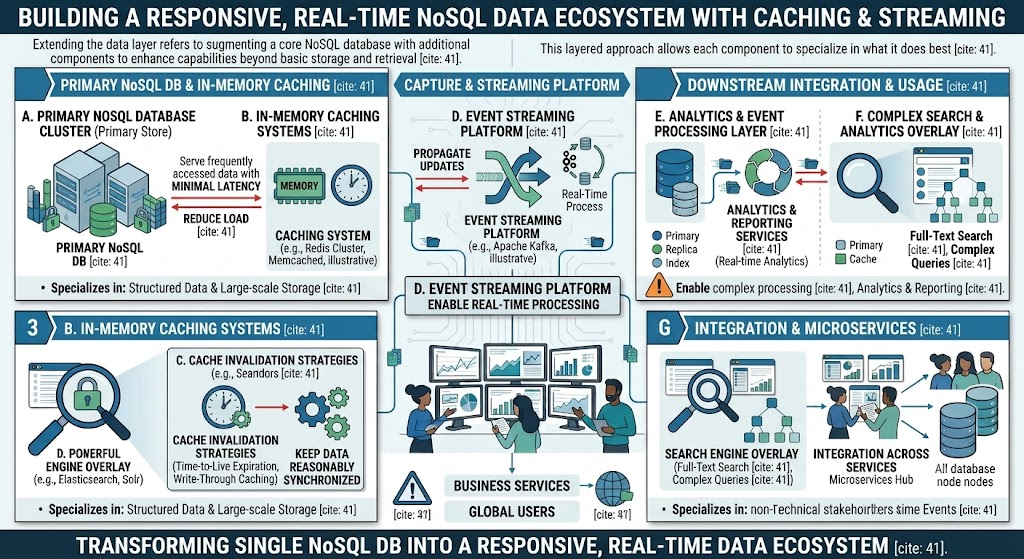 BUILDING A RESPONSIVE, REAL-TIME NoSQL DATA ECOSYSTEM WITH CACHING & STREAMING
Extending the data layer refers to sugmenting a core NoSQL database with additional
components to enhance capabilities beyond basic storage and retrieval [cite: 41].
This layered approach allows each component to specialize in what it does best [cite: 41].
PRIMARY NoSQL DB & IN-MEMORY CACHING [cite: 41]
A. PRIMARY NOSQL DATABASE
CLUSTER (Primary Store)
B. IN-MEMORY CACHING
SYSTEMS [cite: 41]
Serve frequently
accessed data with
MINIMAL LATENCY
REDUCE LOAD
[cite: 41]
MEMORY
PRIMARY NoSQL
DB [cite: 41]
CACHING SYSTEM
(e.g., Redis Cluster,
Memcached, illustrative)
• Specializes in: Structured Data & Large-scale Storage [cite: 41]
CAPTURE & STREAMING PLATFORM
D. EVENT STREAMING
PLATFORM [cite: 41]
PROPAGATE
UPDATES
Real-Time
Process
EVENT STREAMING
PLATFORM
(e.g., Apache Kafka,
illustratve)
D. EVENT STREAMING PLATFORM
ENABLE REAL-TIME PROCESSING
DOWNSTREAM INTEGRATION & USAGE [cite: 41]
E. ANALYTICS & EVENT
PROCESSING LAYER [cite: 41]
F. COMPLEX SEARCH &
ANALYTICS OVERLAY [cite: 41]
Primary
Replica
Index
ANALYTICS &
REPORTING
SERVICES
[cite: 41]
(Real-time Analytics)
Primary
Cache
Full-Text Search
[cite: 41], Complex
Queries [cite: 41]
Enable complex processing [cite: 41], Analytics & Reporting [cite: 41].
3 B. IN-MEMORY CACHING SYSTEMS [cite: 41]
C. CACHE INVALIDATION STRATEGIES
(e.g., Seandors [cite: 41]
D. POWERFUL
ENGINE OVERLAY
(e.g., Elasticsearch, Solr)
CACHE INVALIDATION
STRATEGIES
(Time-to-Live Expiration,
Write-Through Caching)
KEEP DATA
REASONABLY
SYNCHRONIZED
• Specializes in: Structured Data & Large-scale Storage [cite: 41]
BUSINESS SERVICES
GLOBAL USERS
G INTEGRATION & MICROSERVICES [cite: 41]
SEARCH ENGINE OVERLAY
(Full-Text Search [cite: 41],
Complex Queries [cite: 41|)
INTEGRATION ACROSS
SERVICES
Microservices Hub
All database
node nodes
• Specializes in: non-Technical stakehortters sime Events [cite: 41]
TRANSFORMING SINGLE NoSQL DB INTO A RESPONSIVE, REAL-TIME DATA ECOSYSTEM [cite: 41].